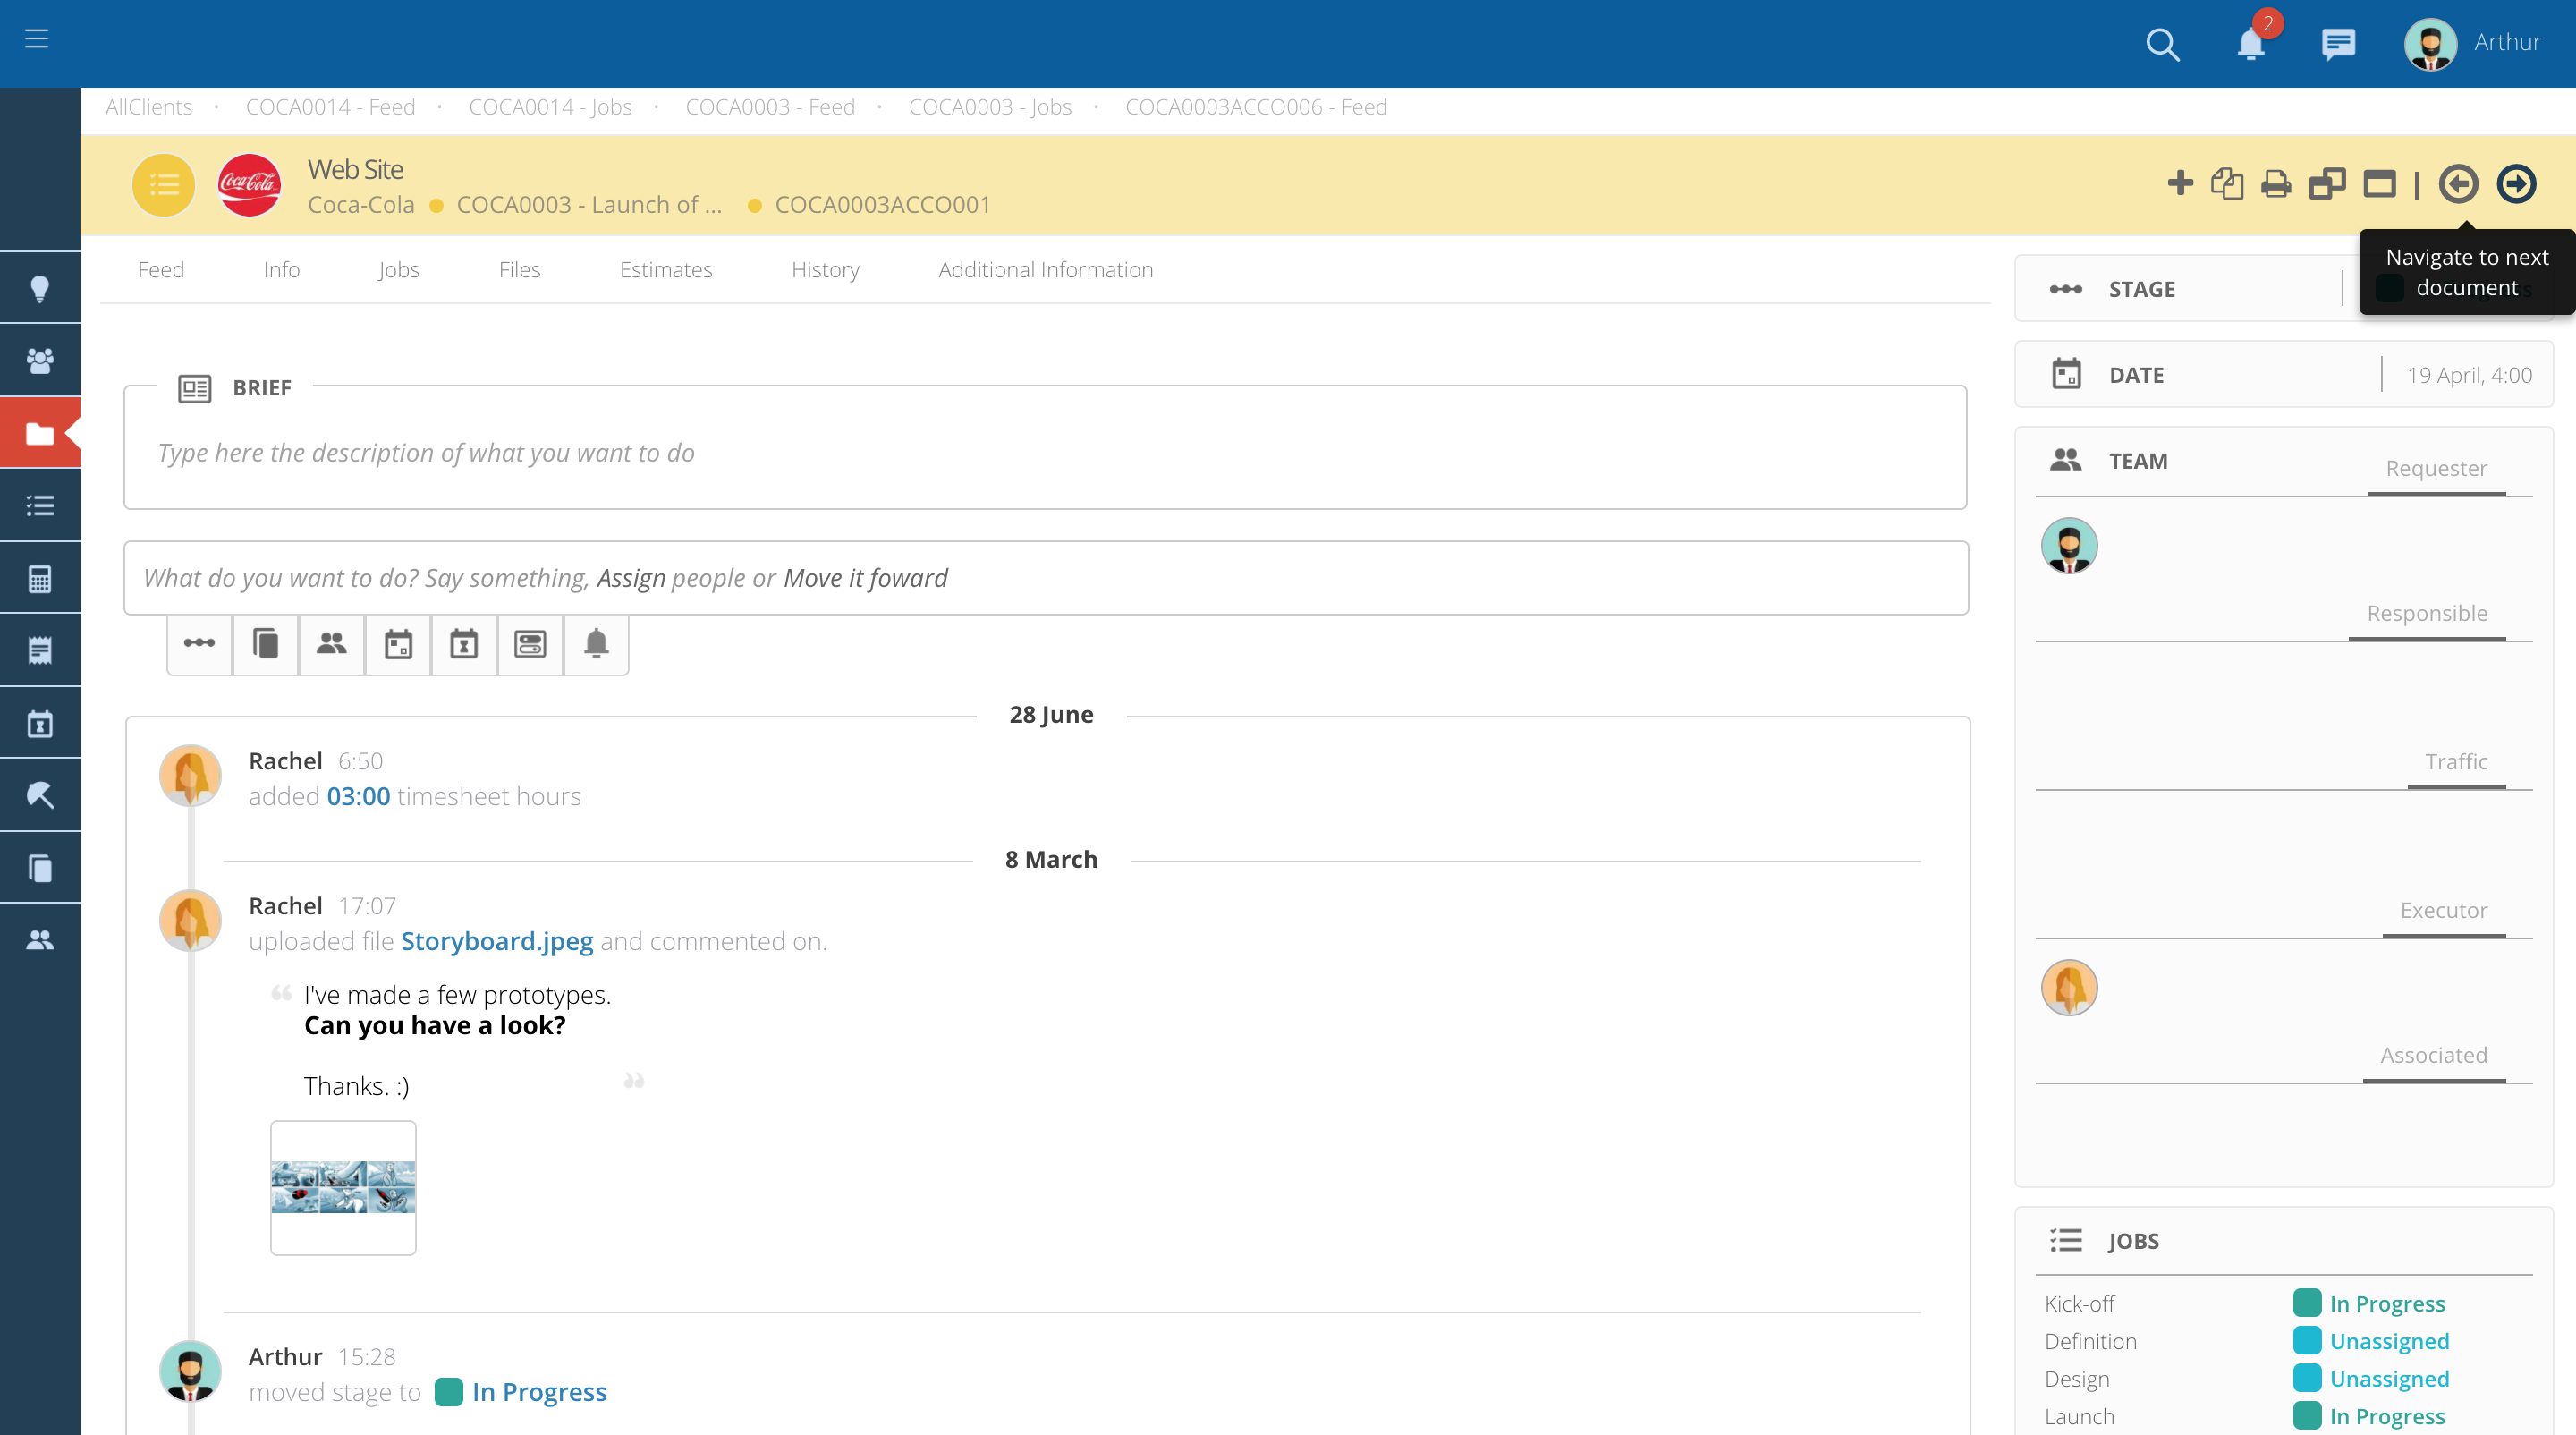 2
Arthur
AllClients • COCA0014 - Feed • COCA0014 - Jobs • COCA0003 - Feed • COCA0003 - Jobs • COCA0003ACCO006 - Feed
Coca-Cola
Web Site
Coca-Cola COCA0003 - Launch of ... COCA0003ACCO001
Navigate to next
document
Feed Info Jobs Files Estimates History Additional Information
BRIEF
Type here the description of what you want to do
What do you want to do? Say something, Assign people or Move it foward
28 June
Rachel 6:50
added 03:00 timesheet hours
8 March
Rachel 17:07
uploaded file Storyboard.jpeg and commented on.
“ I've made a few prototypes.
Can you have a look?
Thanks. :) ”
Arthur 15:28
moved stage to In Progress
STAGE
DATE 19 April, 4:00
TEAM
Requester
Responsible
Traffic
Executor
Associated
JOBS
Kick-off In Progress
Definition Unassigned
Design Unassigned
Launch In Progress